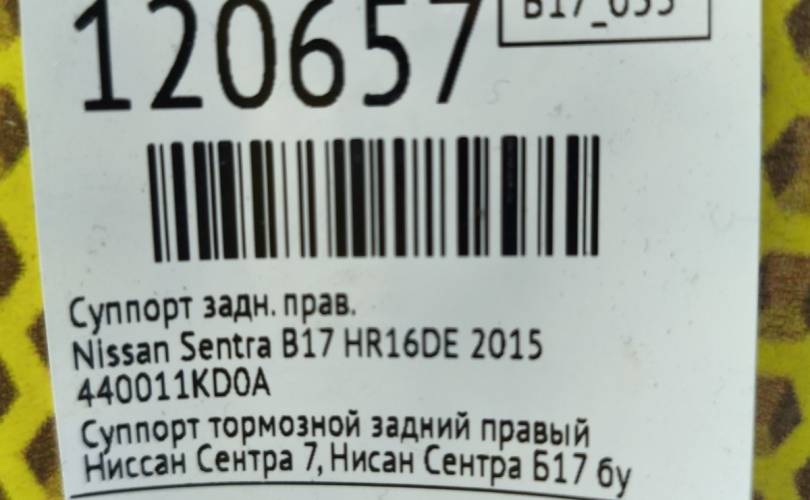 120657
B17_055
Суппорт задн. прав.
Nissan Sentra B17 HR16DE 2015
440011KD0A
Суппорт тормозной задний правый
Ниссан Сентра 7, Нисан Сентра Б17 бу